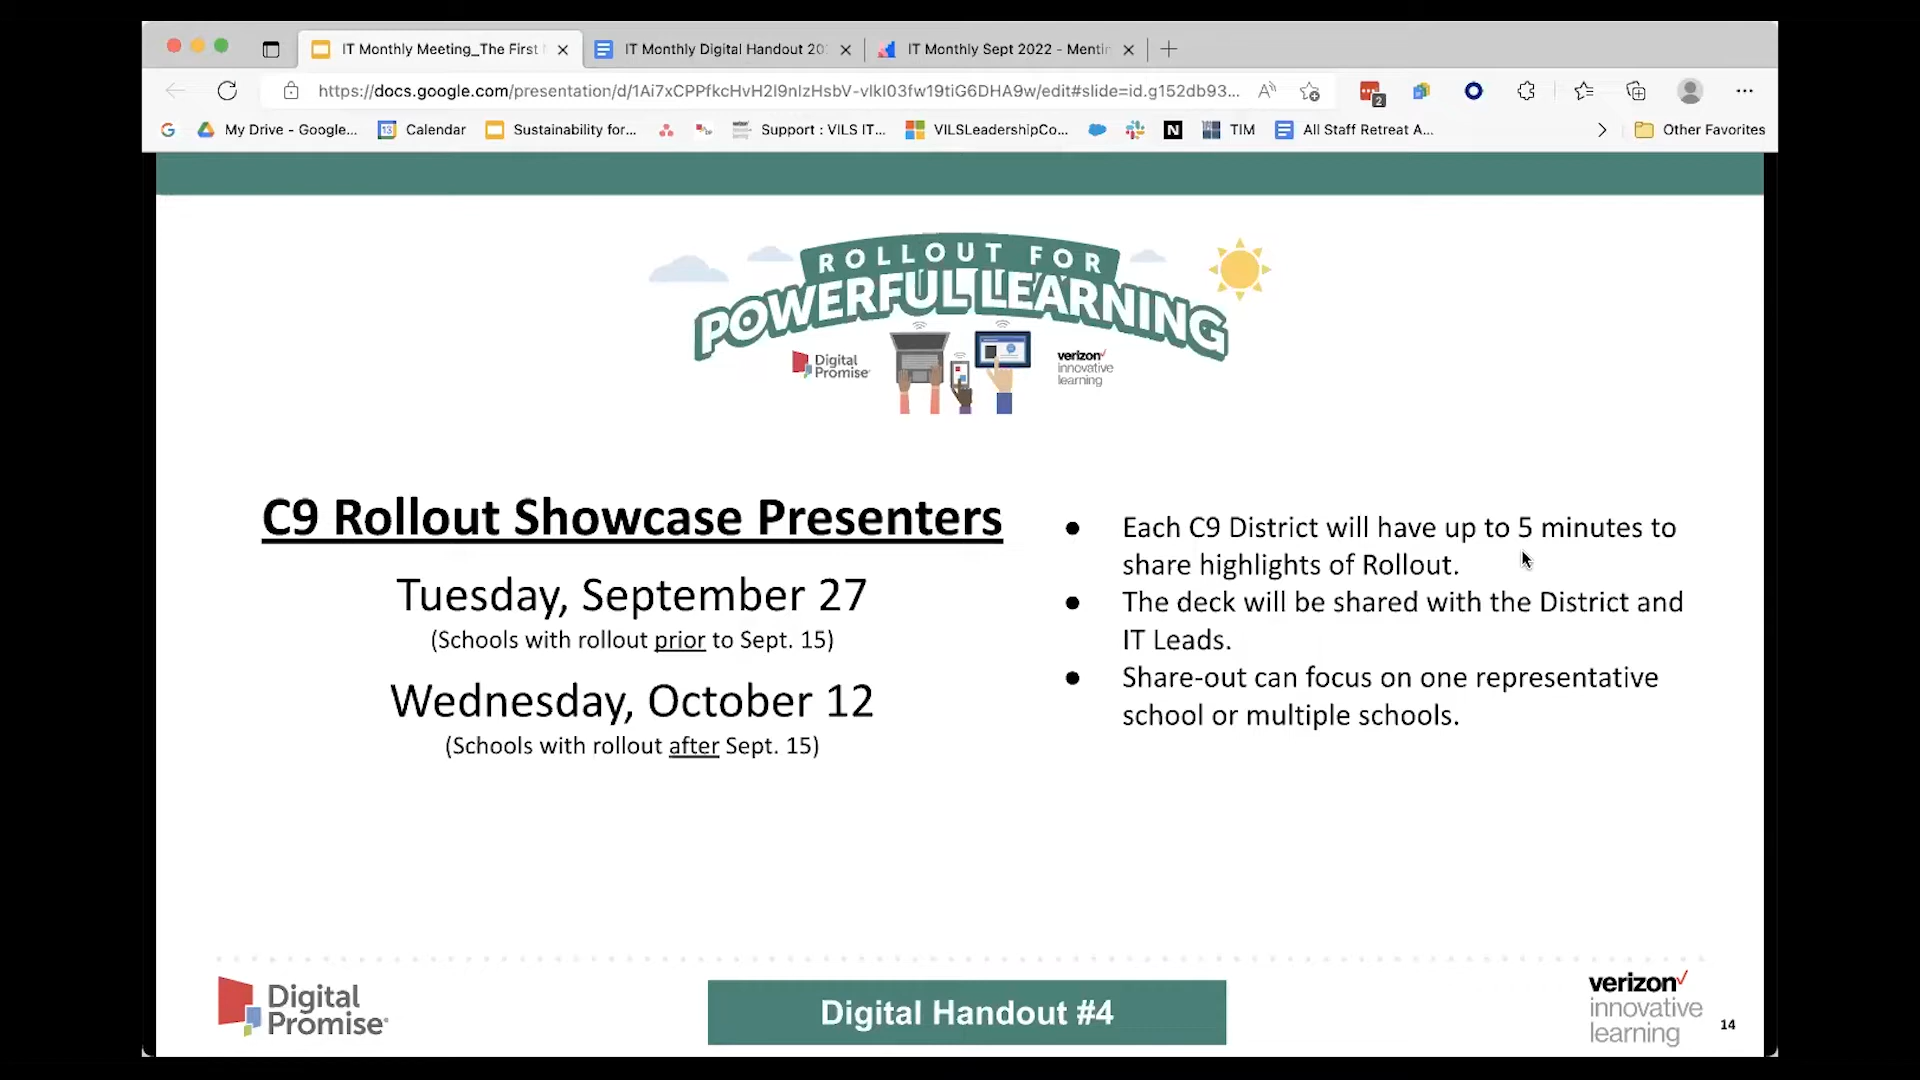 IT Monthly Meeting_The First
IT Monthly Digital Handout 20
IT Monthly Sept 2022 - Mentin
https://docs.google.com/presentation/d/1Ai7xCPPfkcHvH2I9nIzHsbV-vlkI03fw19tiG6DHA9w/edit#slide=id.g152db93...
2
My Drive - Google...
13
Calendar
Sustainability for...
Support : VILS IT...
VILSLeadershipCo...
N
TIM
All Staff Retreat A...
Other Favorites
ROLLOUT FOR
POWERFUL LEARNING
Digital
Promise
verizon
innovative
learning
C9 Rollout Showcase Presenters
Tuesday, September 27
(Schools with rollout prior to Sept. 15)
Wednesday, October 12
(Schools with rollout after Sept. 15)
● Each C9 District will have up to 5 minutes to
share highlights of Rollout.
● The deck will be shared with the District and
IT Leads.
● Share-out can focus on one representative
school or multiple schools.
Digital
Promise
Digital Handout #4
verizon
innovative
learning
14